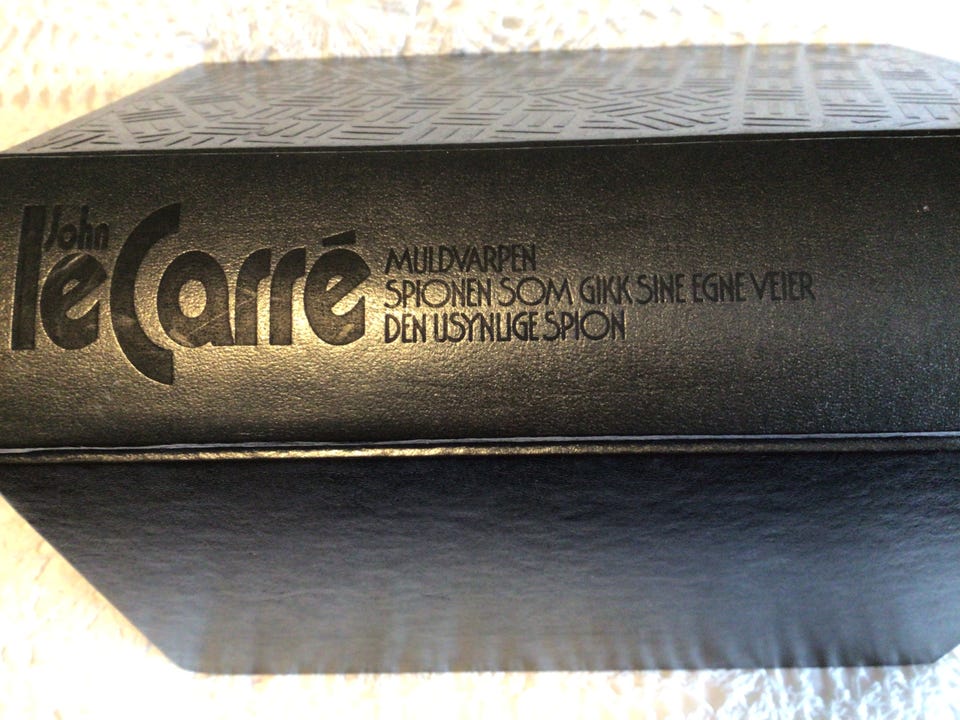 John
le Carré
MULDVARPEN
SPIONEN SOM GIKK SINE EGNE VEIER
DEN USYNLIGE SPION